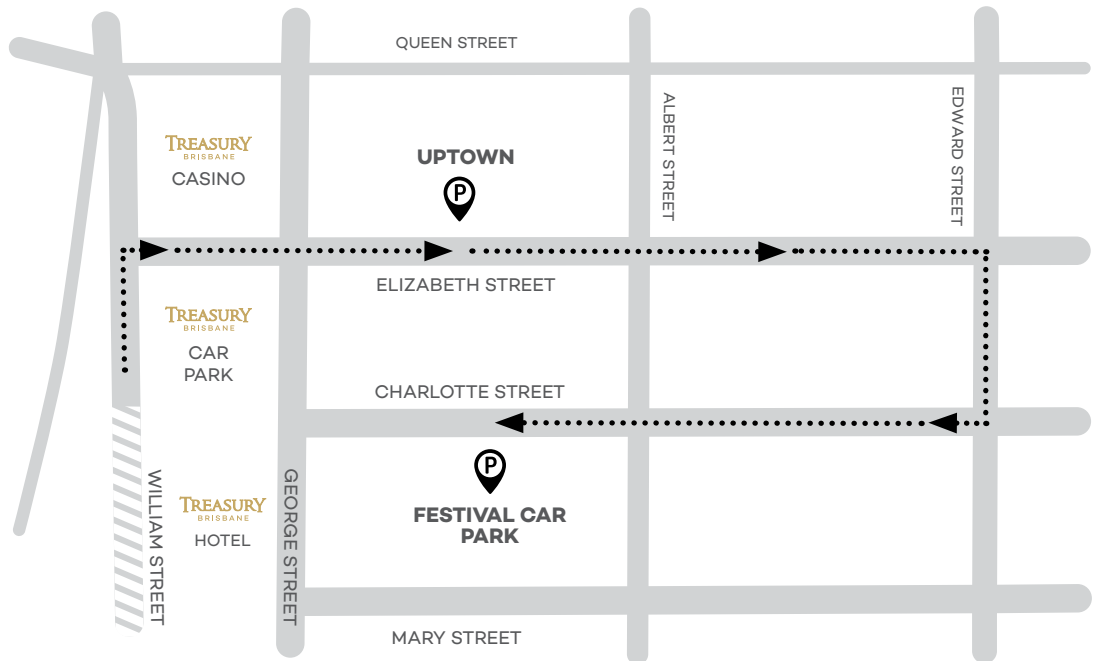 QUEEN STREET
ALBERT STREET
EDWARD STREET
TREASURY
BRISBANE
CASINO
UPTOWN
P
ELIZABETH STREET
TREASURY
BRISBANE
CAR
PARK
CHARLOTTE STREET
P
FESTIVAL CAR
PARK
WILLIAM STREET
TREASURY
BRISBANE
HOTEL
GEORGE STREET
MARY STREET